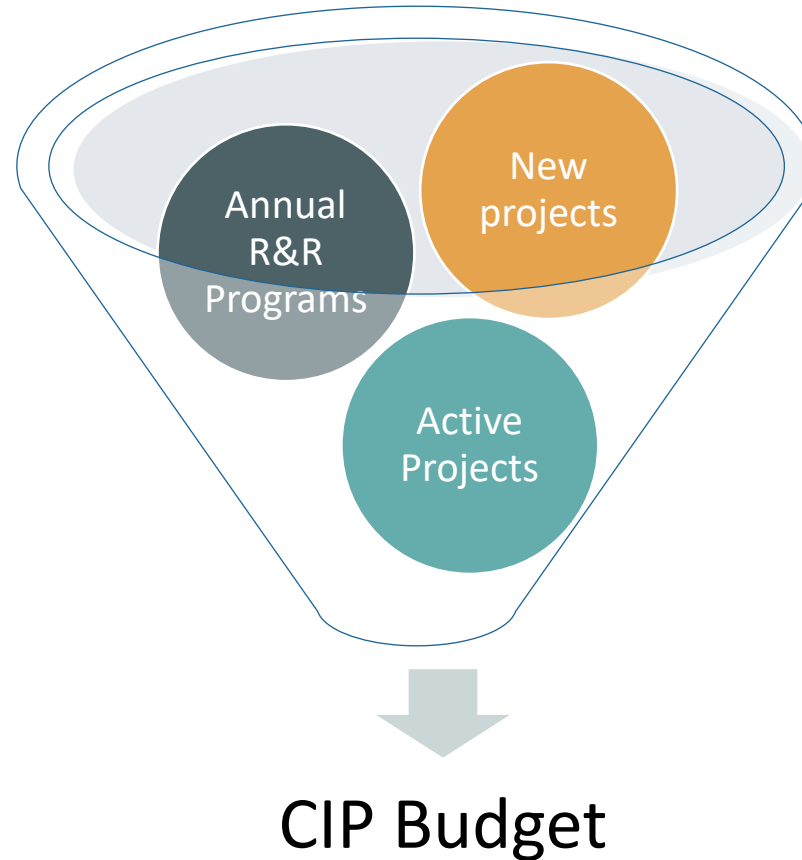 New
projects
Annual
R&R
Programs
Active
Projects
CIP Budget